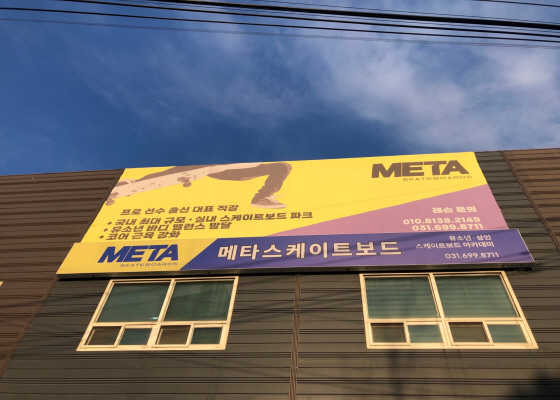 META
SKATEBOARDS
프로 선수 출신 대표 직강
• 국내 최대 규모 - 실내 스케이트보드 파크
• 유소년 바디 밸런스 발달
• 코어 근육 강화
레슨 문의
010.8138.2149
031.699.8711
META
SKATEBOARDS
메타스케이트보드
유소년 · 성인
스케이트보드 아카데미
031.699.8711